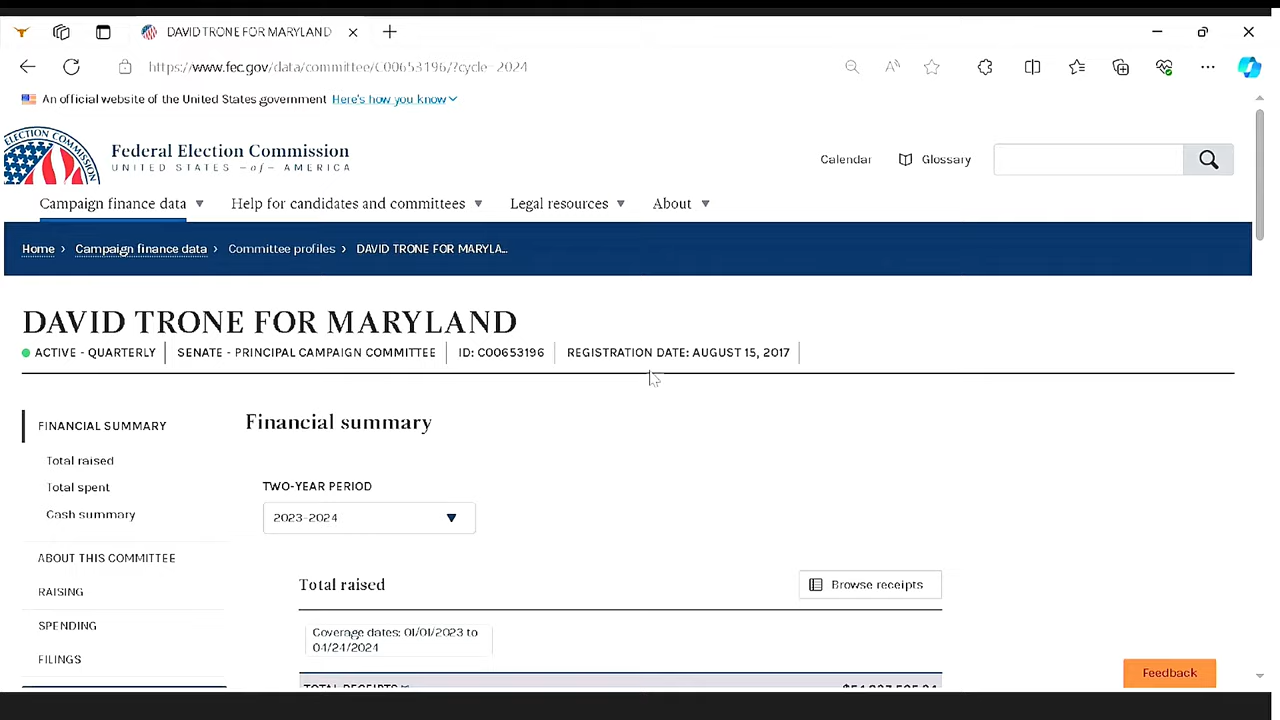 DAVID TRONE FOR MARYLAND
https://www.fec.gov/data/committee/C00653196/?cycle=2024
An official website of the United States government Here's how you know
ELECTION COMMISS
Federal Election Commission
UNITED STATES -of- AMERICA
Calendar
Glossary
Campaign finance data
Help for candidates and committees
Legal resources
About
Home › Campaign finance data › Committee profiles › DAVID TRONE FOR MARYLA...
DAVID TRONE FOR MARYLAND
ACTIVE - QUARTERLY
SENATE - PRINCIPAL CAMPAIGN COMMITTEE
ID: C00653196
REGISTRATION DATE: AUGUST 15, 2017
FINANCIAL SUMMARY
Total raised
Total spent
Cash summary
ABOUT THIS COMMITTEE
RAISING
SPENDING
FILINGS
Financial summary
TWO-YEAR PERIOD
2023-2024
Total raised
Browse receipts
Coverage dates: 01/01/2023 to
04/24/2024
TOTAL RECEIPTS
Feedback